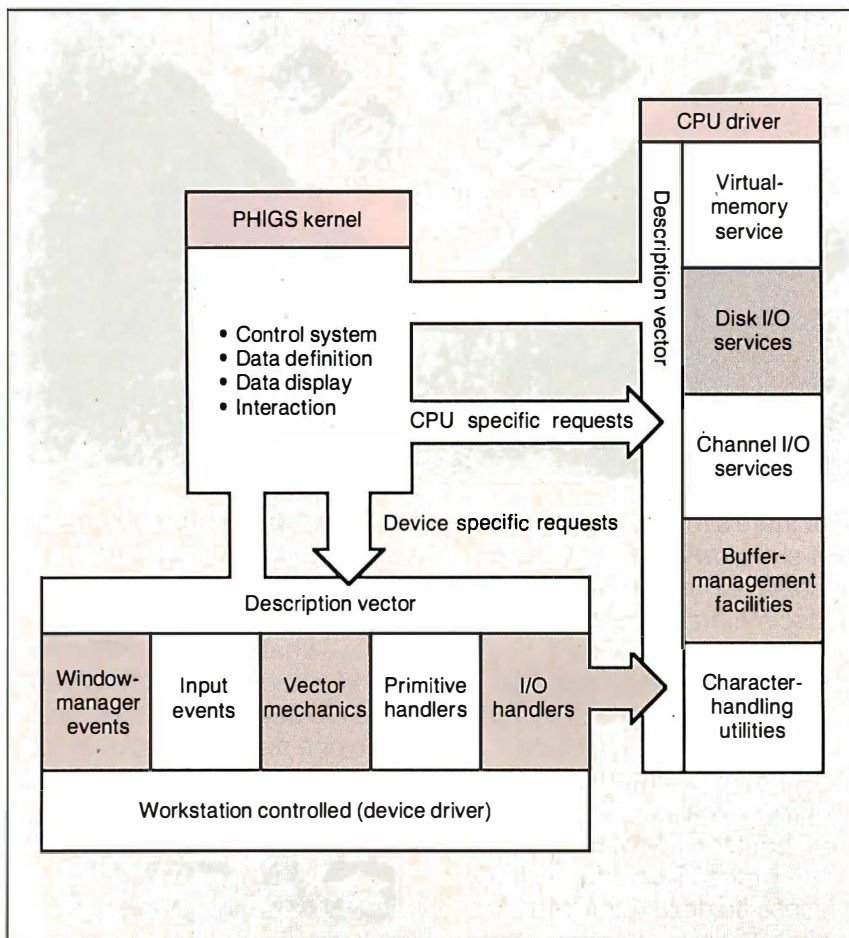 CPU driver
Description vector
Virtual-
memory
service
Disk I/O
services
Channel I/O
services
Buffer-
management
facilities
Character-
handling
utilities
PHIGS kernel
• Control system
• Data definition
• Data display
• Interaction
CPU specific requests
Device specific requests
Description vector
Window-
manager
events
Input
events
Vector
mechanics
Primitive
handlers
I/O
handlers
Workstation controlled (device driver)